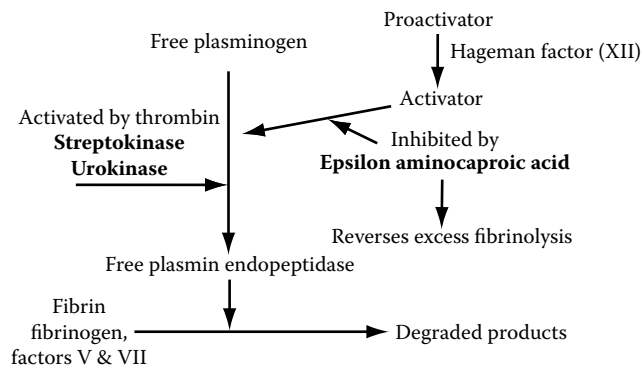 Proactivator
Free plasminogen
Hageman factor (XII)
Activator
Activated by thrombin
Streptokinase
Urokinase
Inhibited by
Epsilon aminocaproic acid
Reverses excess fibrinolysis
Free plasmin endopeptidase
Fibrin
fibrinogen,
factors V & VII
Degraded products